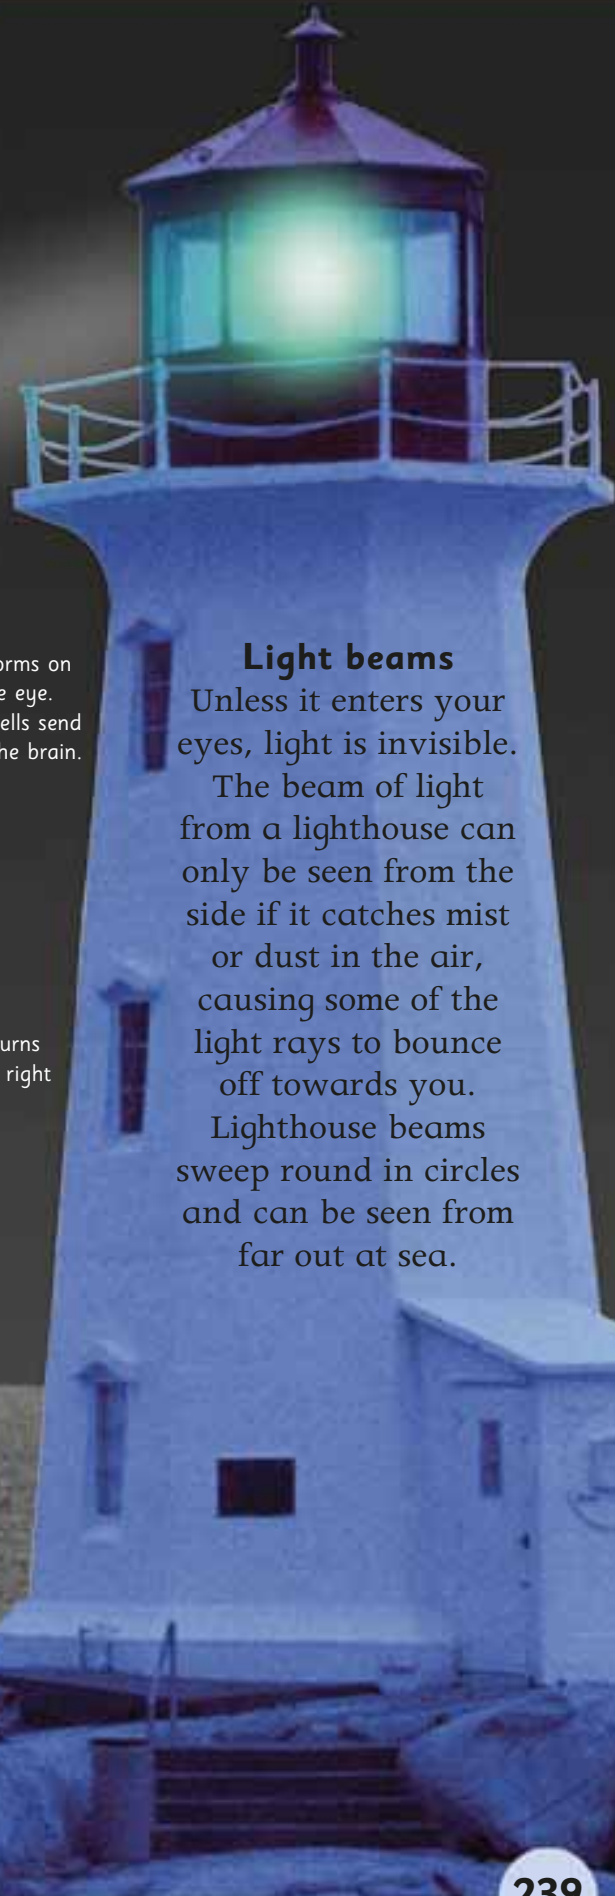 orms on
e eye.
ells send
he brain.
urns
right
Light beams
Unless it enters your
eyes, light is invisible.
The beam of light
from a lighthouse can
only be seen from the
side if it catches mist
or dust in the air,
causing some of the
light rays to bounce
off towards you.
Lighthouse beams
sweep round in circles
and can be seen from
far out at sea.
239